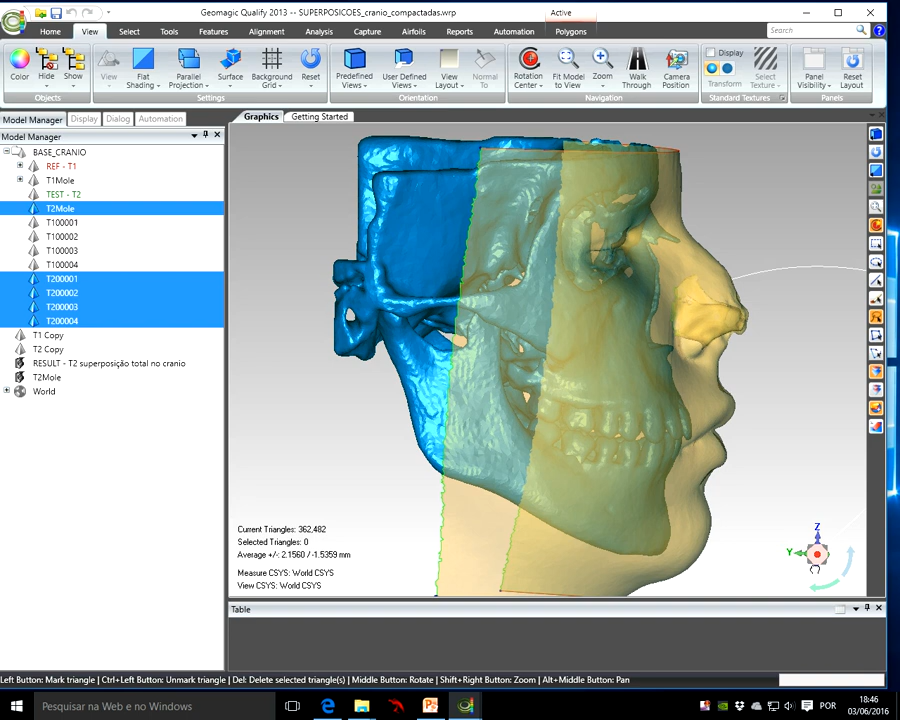 Geomagic Qualify 2013 -- SUPERPOSICOES_cranio_compactadas.wrp
Active
Home View Select Tools Features Alignment Analysis Capture Airfoils Reports Automation Polygons
Search
Color Hide Show
Objects
View Flat Shading Parallel Projection Surface Background Grid Reset
Settings
Predefined Views User Defined Views View Layout Normal To
Orientation
Rotation Center Fit Model to View Zoom Walk Through Camera Position
Navigation
Display
Transform Select Texture
Standard Textures
Panel Visibility Reset Layout
Panels
Model Manager Display Dialog Automation
Model Manager
BASE_CRANIO
REF - T1
T1Mole
TEST - T2
T2Mole
T100001
T100002
T100003
T100004
T200001
T200002
T200003
T200004
T1 Copy
T2 Copy
RESULT - T2 superposição total no cranio
T2Mole
World
Graphics Getting Started
Current Triangles: 362,482
Selected Triangles: 0
Average +/-: 2.1560 / -1.5359 mm
Measure CSYS: World CSYS
View CSYS: World CSYS
Z
Y
Table
Left Button: Mark triangle | Ctrl+Left Button: Unmark triangle | Del: Delete selected triangle(s) | Middle Button: Rotate | Shift+Right Button: Zoom | Alt+Middle Button: Pan
Pesquisar na Web e no Windows
POR
18:46
03/06/2016